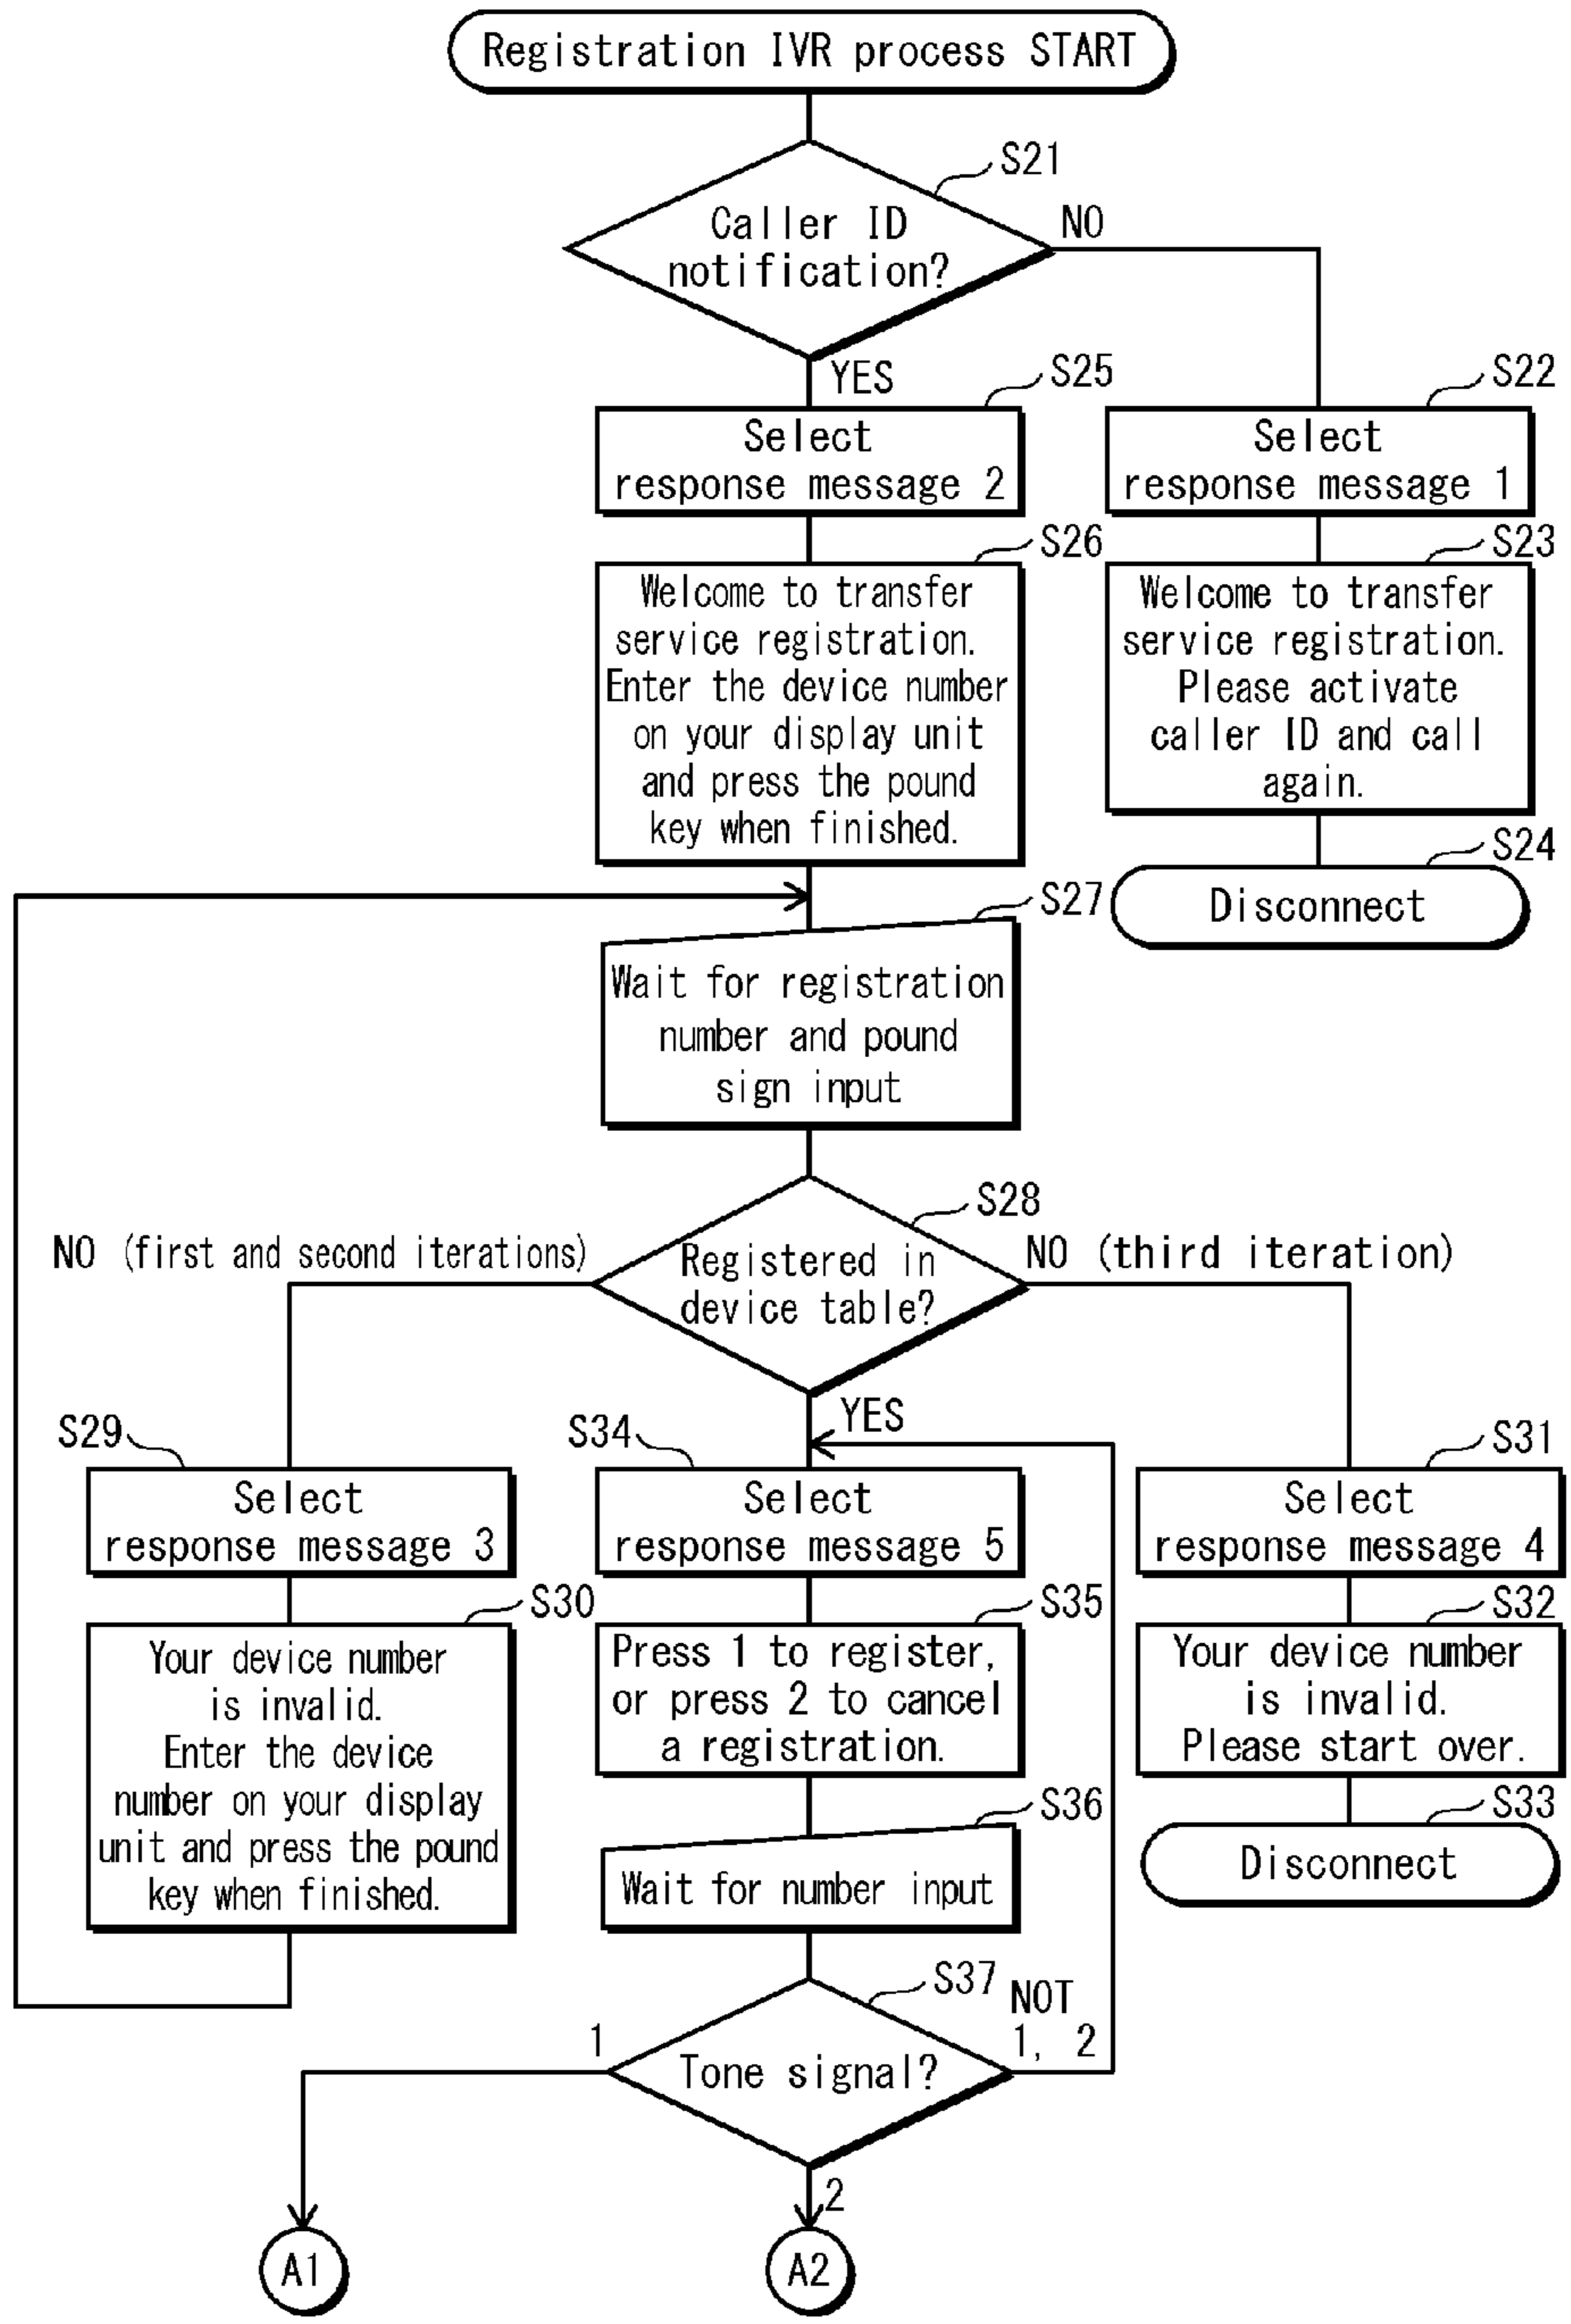 Registration IVR process START
S21
Caller ID
notification?
NO
YES
S25
Select
response message 2
S22
Select
response message 1
S26
Welcome to transfer
service registration.
Enter the device number
on your display unit
and press the pound
key when finished.
S23
Welcome to transfer
service registration.
Please activate
caller ID and call
again.
S24
Disconnect
S27
Wait for registration
number and pound
sign input
S28
Registered in
device table?
NO (first and second iterations)
NO (third iteration)
YES
S29
Select
response message 3
S34
Select
response message 5
S31
Select
response message 4
S30
Your device number
is invalid.
Enter the device
number on your display
unit and press the pound
key when finished.
S35
Press 1 to register,
or press 2 to cancel
a registration.
S32
Your device number
is invalid.
Please start over.
S36
Wait for number input
S33
Disconnect
S37
Tone signal?
1
NOT
1, 2
2
A1
A2